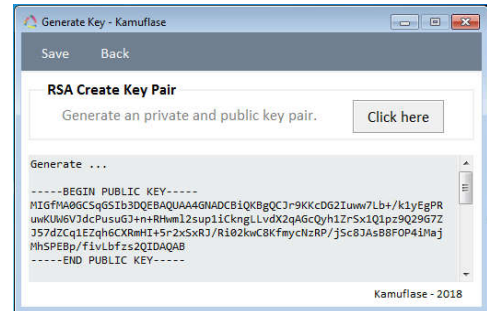 Generate Key - Kamuflase
Save Back
RSA Create Key Pair
Generate an private and public key pair.
Click here
Generate ...
-----BEGIN PUBLIC KEY-----
MIGfMA0GCSqGSIb3DQEBAQUAA4GNADCBiQKBgQCJr9KKcDG2Iuww7Lb+/k1yEgPR
uwKUW6VJdcPusuGJ+n+RHwml2sup1iCkngLLvdX2qAGcQyh1ZrSx1Q1pz9Q29G7Z
J57dZCq1EZqh6CXRmHI+5r2xSxRJ/Ri02kwC8KfmycNzRP/jSc8JAsB8FOP4iMaj
MhSPEBp/fivLbfzs2QIDAQAB
-----END PUBLIC KEY-----
Kamuflase - 2018